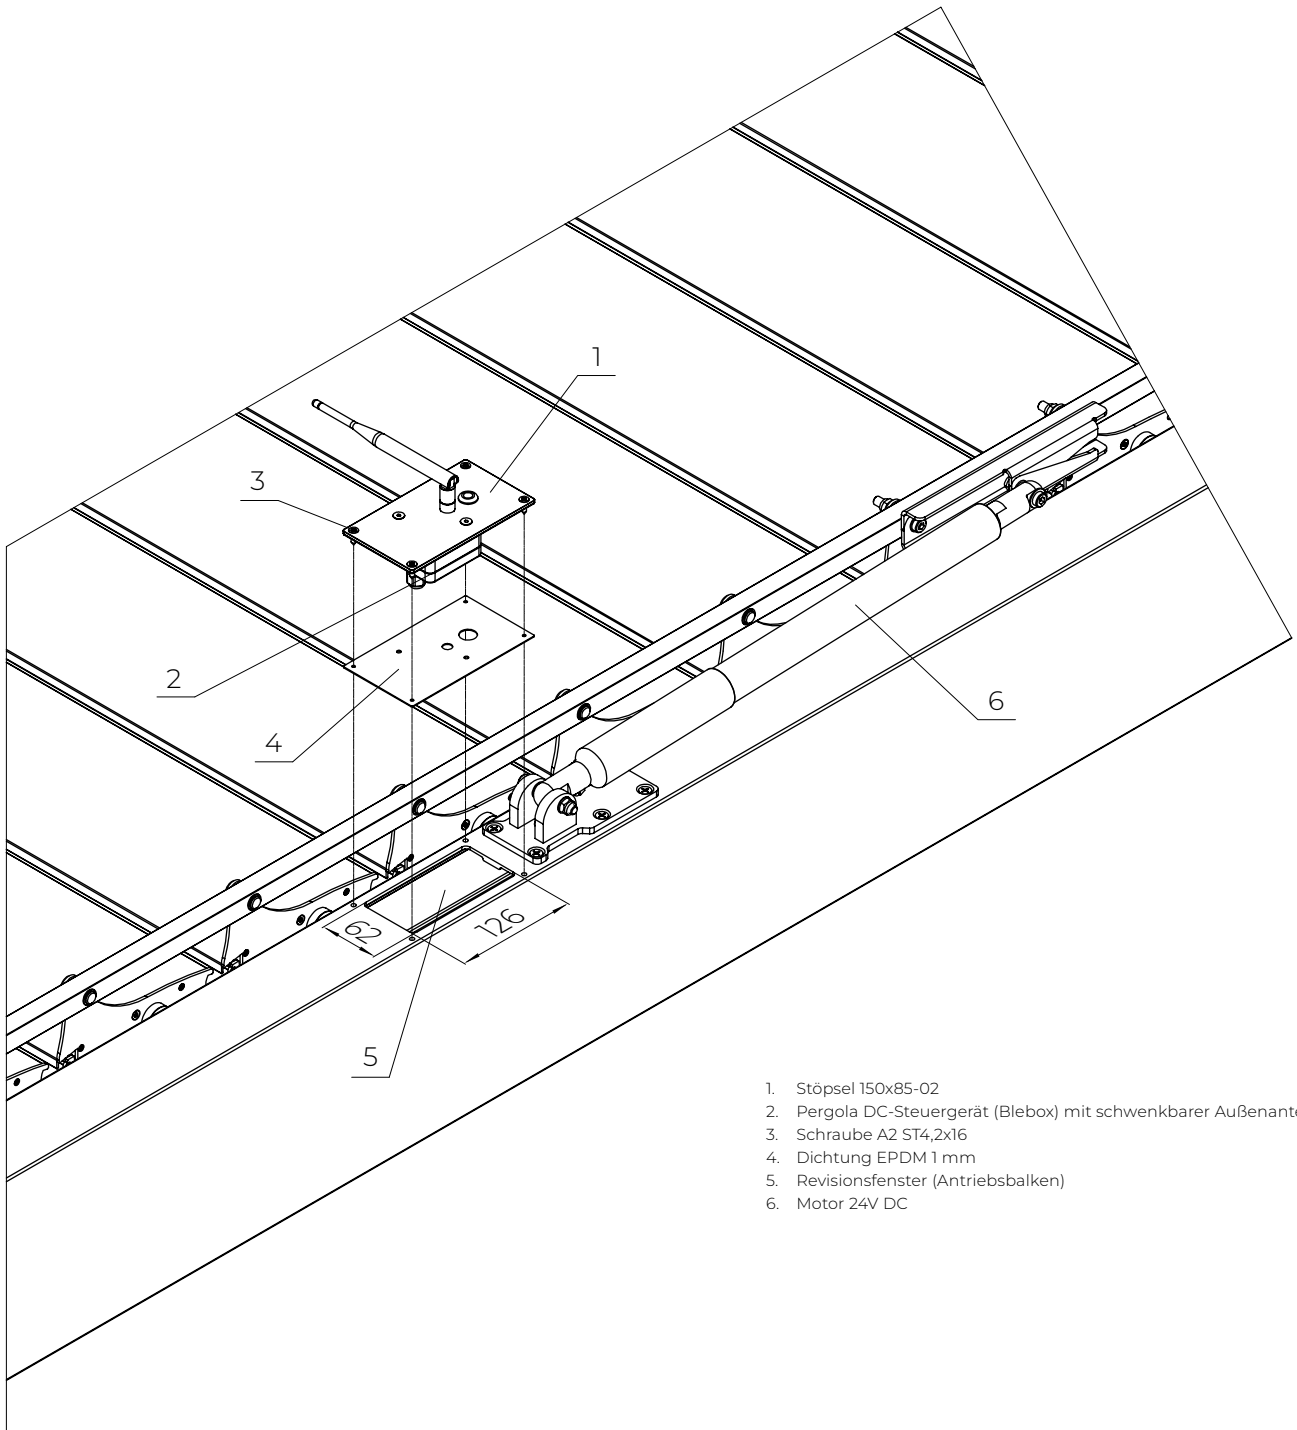 1
3
2
4
6
62
126
5
1. Stöpsel 150x85-02
2. Pergola DC-Steuergerät (Blebox) mit schwenkbarer
3. Schraube A2 ST4,2x16
4. Dichtung EPDM 1 mm
5. Revisionsfenster (Antriebsbalken)
6. Motor 24V DC